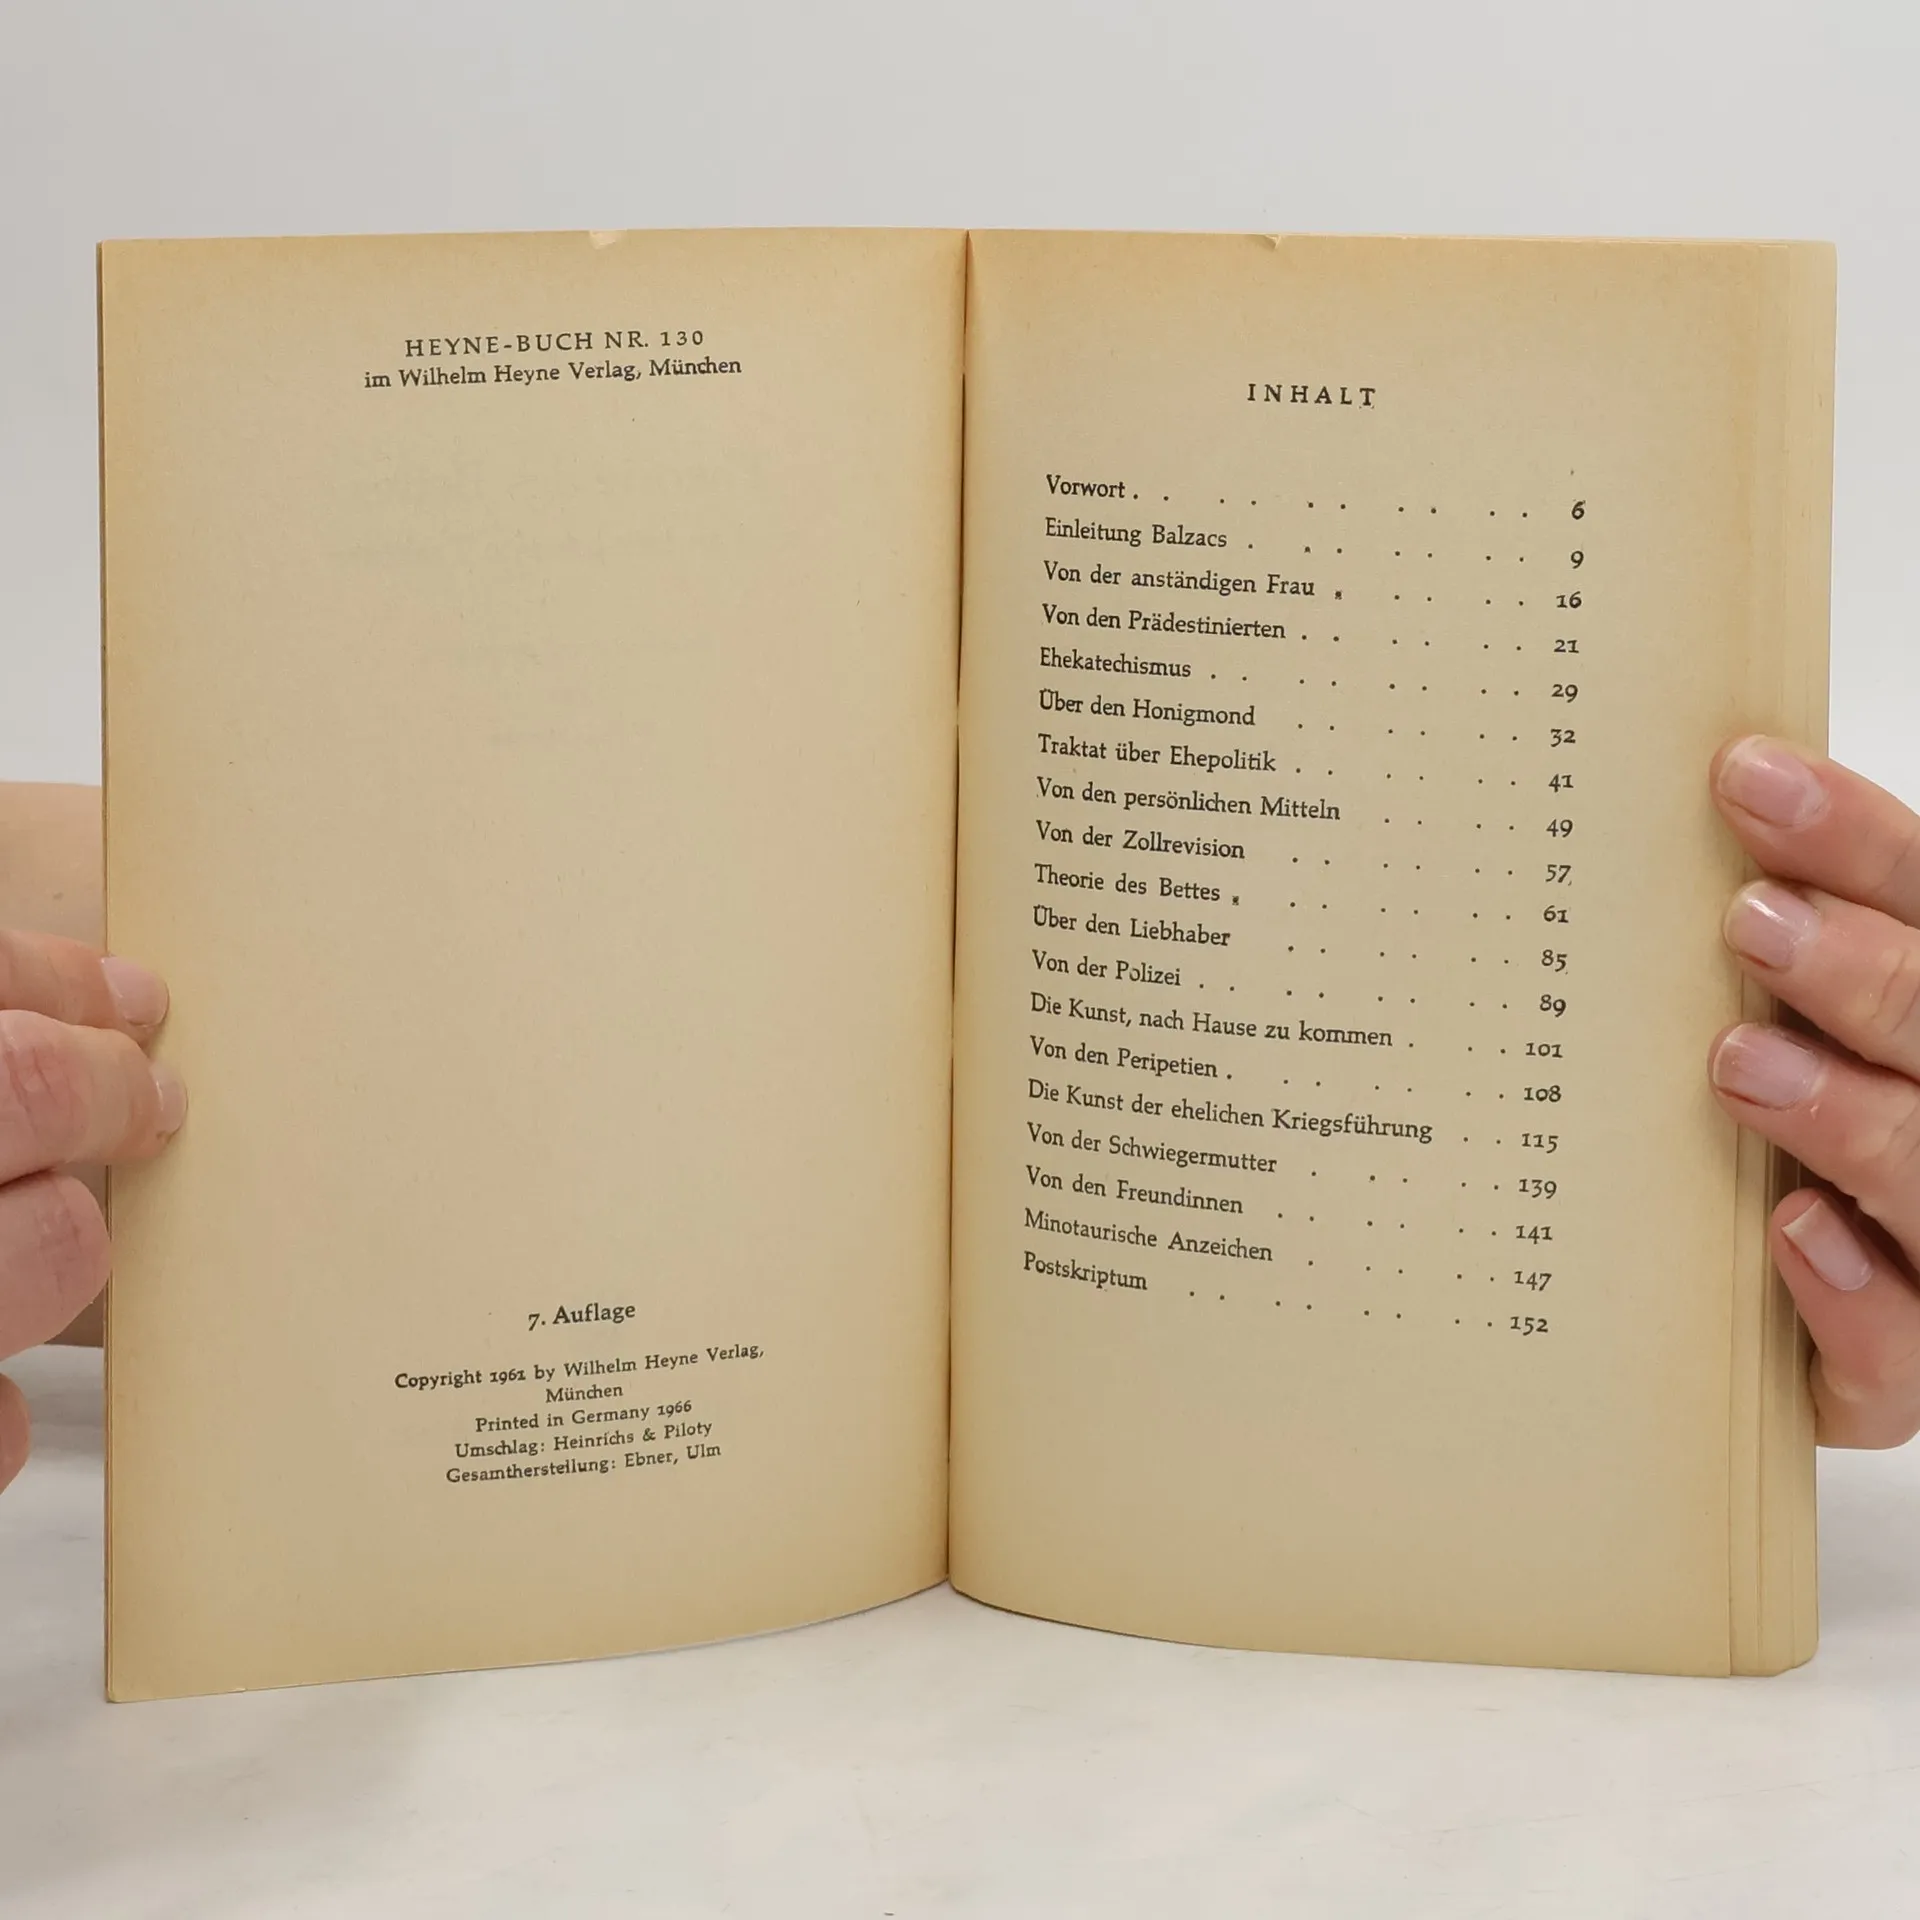 HEYNE-BUCH NR. 130
im Wilhelm Heyne Verlag, München
7. Auflage
Copyright 1961 by Wilhelm Heyne Verlag,
München
Printed in Germany 1966
Umschlag: Heinrichs & Piloty
Gesamtherstellung: Ebner, Ulm
INHALT
Vorwort . . . . . . . . . . 6
Einleitung Balzacs . . . . . . . 9
Von der anständigen Frau . . . . . 16
Von den Prädestinierten . . . . . . 21
Ehekatechismus . . . . . . . . 29
Über den Honigmond . . . . . . 32
Traktat über Ehepolitik . . . . . . 41
Von den persönlichen Mitteln . . . . 49
Von der Zollrevision . . . . . . 57
Theorie des Bettes . . . . . . . 61
Über den Liebhaber . . . . . . 85
Von der Polizei . . . . . . . . 89
Die Kunst, nach Hause zu kommen . . . 101
Von den Peripetien . . . . . . . 108
Die Kunst der ehelichen Kriegsführung . . 115
Von der Schwiegermutter . . . . . 139
Von den Freundinnen . . . . . . 141
Minotaurische Anzeichen . . . . . 147
Postskriptum . . . . . . . . 152